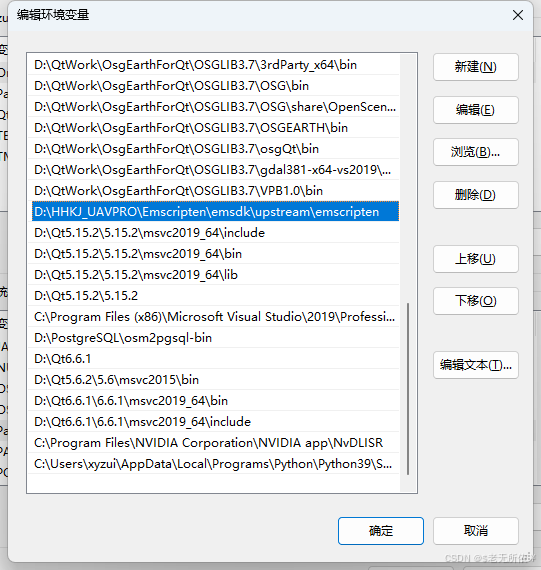 编辑环境变量
D:\QtWork\OsgEarthForQt\OSGLIB3.7\3rdParty_x64\bin
D:\QtWork\OsgEarthForQt\OSGLIB3.7\OSG\bin
D:\QtWork\OsgEarthForQt\OSGLIB3.7\OSG\share\OpenScen...
D:\QtWork\OsgEarthForQt\OSGLIB3.7\OSGEARTH\bin
D:\QtWork\OsgEarthForQt\OSGLIB3.7\osgQt\bin
D:\QtWork\OsgEarthForQt\OSGLIB3.7\gdal381-x64-vs2019\...
D:\QtWork\OsgEarthForQt\OSGLIB3.7\VPB1.0\bin
D:\HHKJ_UAVPRO\Emscripten\emsdk\upstream\emscripten
D:\Qt5.15.2\5.15.2\msvc2019_64\include
D:\Qt5.15.2\5.15.2\msvc2019_64\bin
D:\Qt5.15.2\5.15.2\msvc2019_64\lib
D:\Qt5.15.2\5.15.2
C:\Program Files (x86)\Microsoft Visual Studio\2019\Professi...
D:\PostgreSQL\osm2pgsql-bin
D:\Qt6.6.1
D:\Qt5.6.2\5.6\msvc2015\bin
D:\Qt6.6.1\6.6.1\msvc2019_64\bin
D:\Qt6.6.1\6.6.1\msvc2019_64\include
C:\Program Files\NVIDIA Corporation\NVIDIA app\NvDLISR
C:\Users\xyzui\AppData\Local\Programs\Python\Python39\S...
新建(N)
编辑(E)
浏览(B)...
删除(D)
上移(U)
下移(O)
编辑文本(T)...
确定
取消